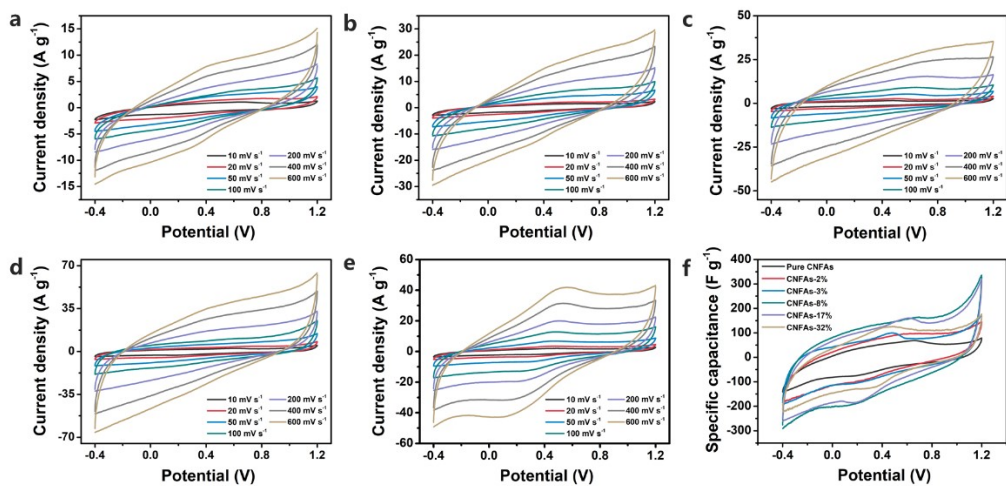 a
Current density (A g⁻¹)
15
10
5
0
-5
-10
-15
10 mV s⁻¹ 200 mV s⁻¹
20 mV s⁻¹ 400 mV s⁻¹
50 mV s⁻¹ 600 mV s⁻¹
100 mV s⁻¹
-0.4 0.0 0.4 0.8 1.2
Potential (V)
b
Current density (A g⁻¹)
30
20
10
0
-10
-20
-30
10 mV s⁻¹ 200 mV s⁻¹
20 mV s⁻¹ 400 mV s⁻¹
50 mV s⁻¹ 600 mV s⁻¹
100 mV s⁻¹
-0.4 0.0 0.4 0.8 1.2
Potential (V)
c
Current density (A g⁻¹)
50
25
0
-25
-50
10 mV s⁻¹ 200 mV s⁻¹
20 mV s⁻¹ 400 mV s⁻¹
50 mV s⁻¹ 600 mV s⁻¹
100 mV s⁻¹
-0.4 0.0 0.4 0.8 1.2
Potential (V)
d
Current density (A g⁻¹)
70
35
0
-35
-70
10 mV s⁻¹ 200 mV s⁻¹
20 mV s⁻¹ 400 mV s⁻¹
50 mV s⁻¹ 600 mV s⁻¹
100 mV s⁻¹
-0.4 0.0 0.4 0.8 1.2
Potential (V)
e
Current density (A g⁻¹)
60
40
20
0
-20
-40
-60
10 mV s⁻¹ 200 mV s⁻¹
20 mV s⁻¹ 400 mV s⁻¹
50 mV s⁻¹ 600 mV s⁻¹
100 mV s⁻¹
-0.4 0.0 0.4 0.8 1.2
Potential (V)
f
Specific capacitance (F g⁻¹)
400
300
200
100
0
-100
-200
-300
Pure CNFAs
CNFAs-2%
CNFAs-3%
CNFAs-8%
CNFAs-17%
CNFAs-32%
-0.4 0.0 0.4 0.8 1.2
Potential (V)